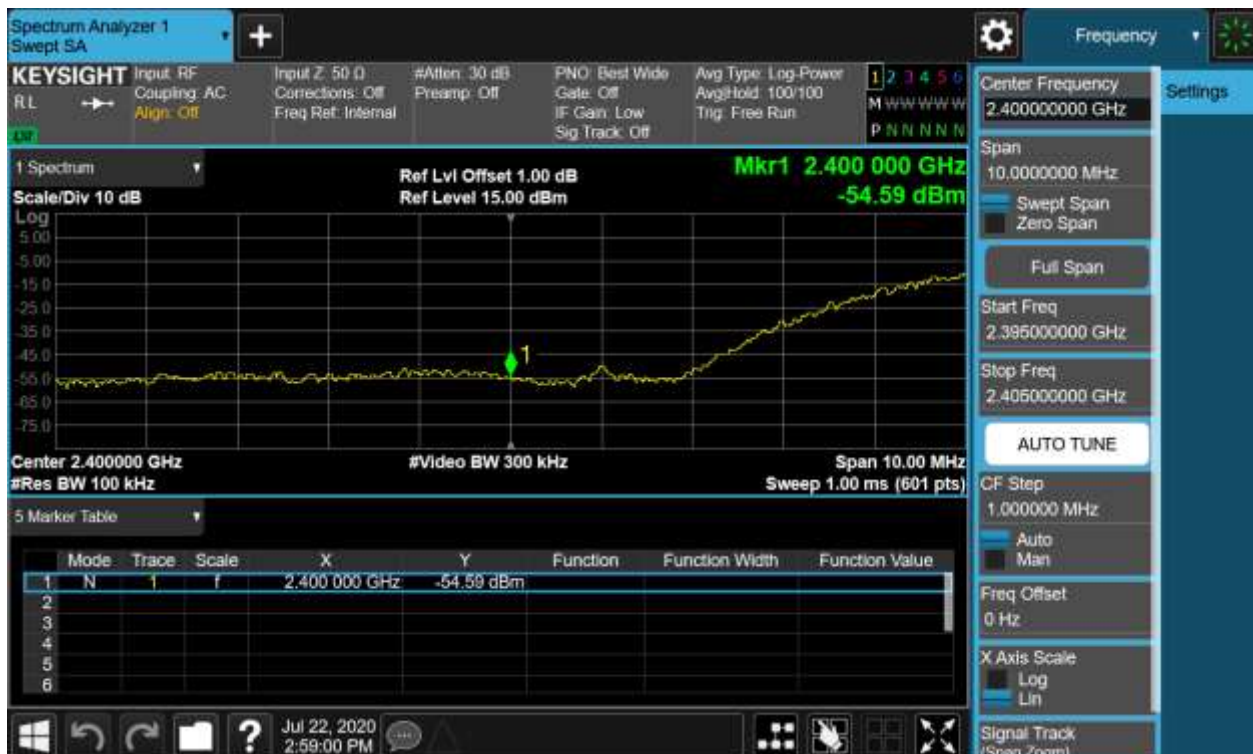 Spectrum Analyzer 1
Swept SA
+
Frequency
KEYSIGHT
RL
Input: RF
Coupling: AC
Align: Off
Input Z: 50 Ω
Corrections: Off
Freq Ref: Internal
#Atten: 30 dB
Preamp: Off
PNO: Best Wide
Gate: Off
IF Gain: Low
Sig Track: Off
Avg Type: Log-Power
Avg|Hold: 100/100
Trig: Free Run
1 2 3 4 5 6
M W W W W W
P N N N N N
1 Spectrum
Scale/Div 10 dB
Ref Lvl Offset 1.00 dB
Ref Level 15.00 dBm
Mkr1 2.400 000 GHz
-54.59 dBm
Log
5.00
-5.00
-15.0
-25.0
-35.0
-45.0
-55.0
-65.0
-75.0
1
Center 2.400000 GHz
#Res BW 100 kHz
#Video BW 300 kHz
Span 10.00 MHz
Sweep 1.00 ms (601 pts)
5 Marker Table
Mode Trace Scale X Y Function Function Width Function Value
1 N 1 f 2.400 000 GHz -54.59 dBm
2
3
4
5
6
Jul 22, 2020
2:59:00 PM
?
Center Frequency
2.400000000 GHz
Span
10.0000000 MHz
Swept Span
Zero Span
Full Span
Start Freq
2.395000000 GHz
Stop Freq
2.405000000 GHz
AUTO TUNE
CF Step
1.000000 MHz
Auto
Man
Freq Offset
0 Hz
X Axis Scale
Log
Lin
Signal Track
(Span Zoom)
Settings